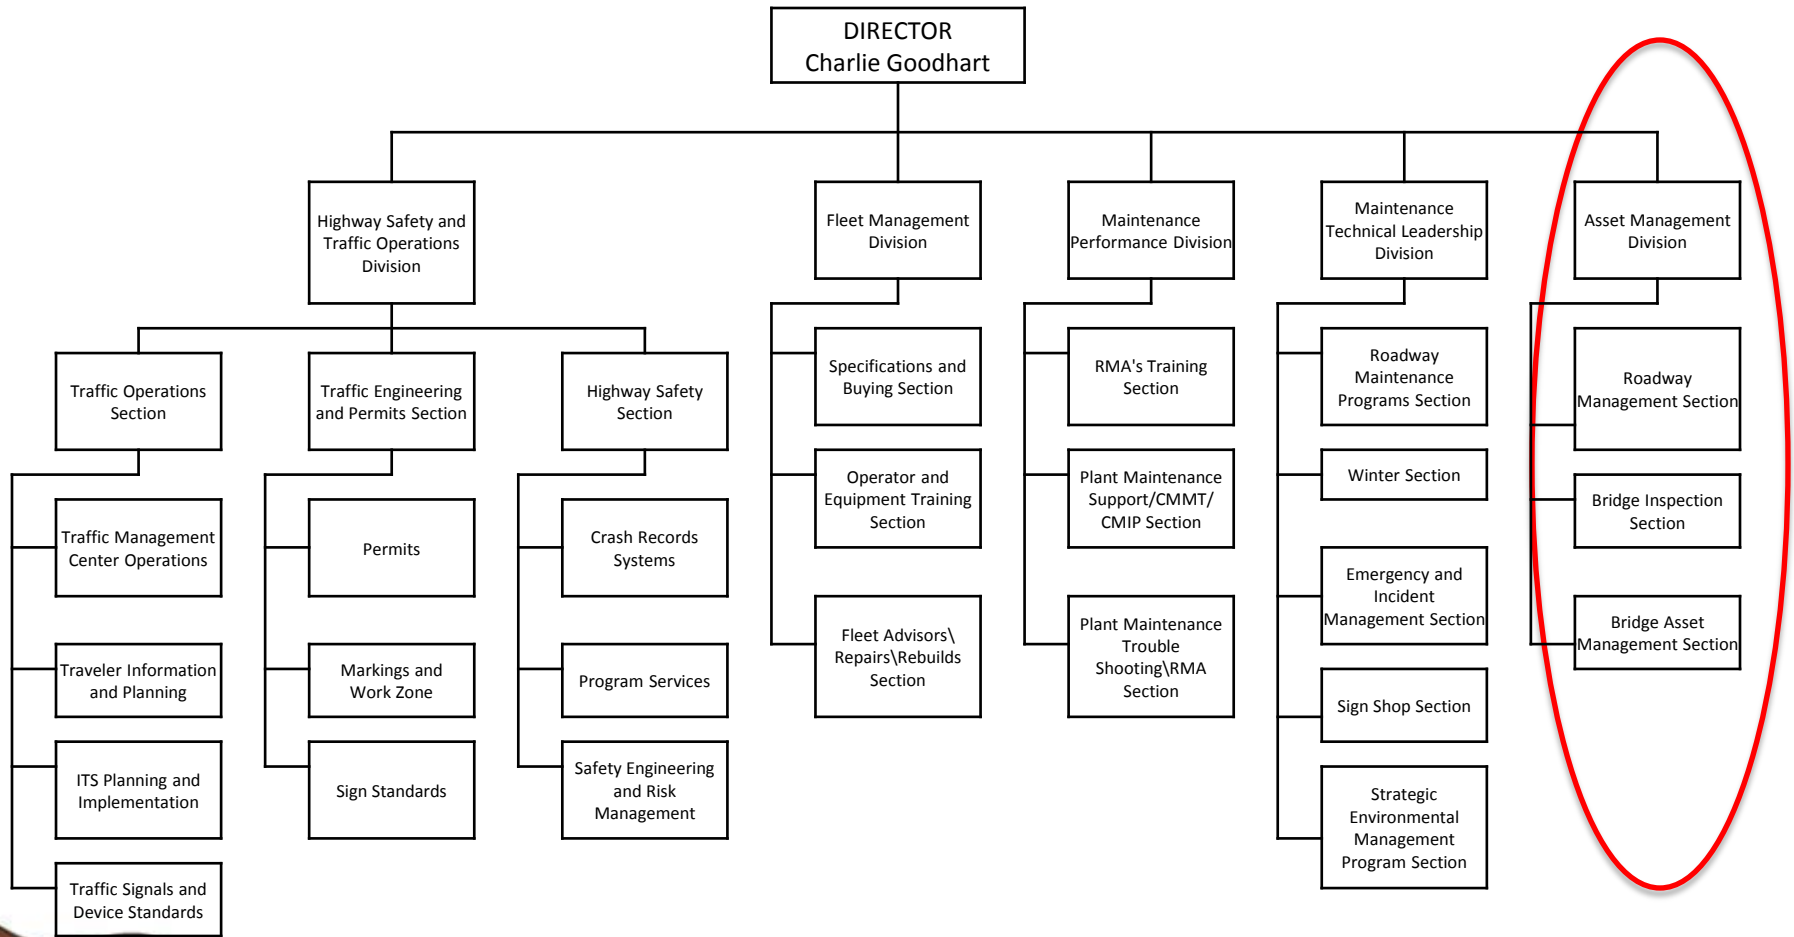 DIRECTOR
Charlie Goodhart
Highway Safety and
Traffic Operations
Division
Fleet Management
Division
Maintenance
Performance Division
Maintenance
Technical Leadership
Division
Asset Management
Division
Traffic Operations
Section
Traffic Engineering
and Permits Section
Highway Safety
Section
Specifications and
Buying Section
RMA's Training
Section
Roadway
Maintenance
Programs Section
Roadway
Management Section
Traffic Management
Center Operations
Permits
Crash Records
Systems
Operator and
Equipment Training
Section
Plant Maintenance
Support/CMMT/
CMIP Section
Winter Section
Bridge Inspection
Section
Emergency and
Incident
Management Section
Bridge Asset
Management Section
Traveler Information
and Planning
Markings and
Work Zone
Program Services
Fleet Advisors\
Repairs\Rebuilds
Section
Plant Maintenance
Trouble
Shooting\RMA
Section
Sign Shop Section
ITS Planning and
Implementation
Sign Standards
Safety Engineering
and Risk
Management
Strategic
Environmental
Management
Program Section
Traffic Signals and
Device Standards